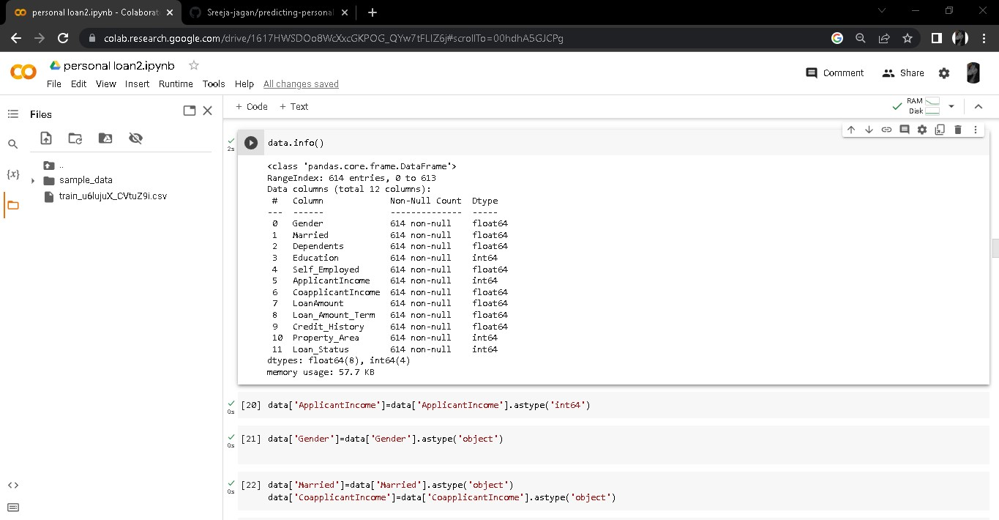 personal loan2.ipynb - Colaborat
Sreeja-jagan/predicting-personal
colab.research.google.com/drive/1617HWSDOo8WcXxcGKPOG_QYw7tFLIZ6j#scrollTo=00hdhA5GJCPg
personal loan2.ipynb
Comment
Share
File Edit View Insert Runtime Tools Help All changes saved
Files
+ Code + Text
RAM
Disk
..
sample_data
train_u6lujuX_CVtuZ9i.csv
{x}
2s
data.info()
<class 'pandas.core.frame.DataFrame'>
RangeIndex: 614 entries, 0 to 613
Data columns (total 12 columns):
 #   Column             Non-Null Count  Dtype
---  ------             --------------  -----
 0   Gender             614 non-null    float64
 1   Married            614 non-null    float64
 2   Dependents         614 non-null    float64
 3   Education          614 non-null    int64
 4   Self_Employed      614 non-null    float64
 5   ApplicantIncome    614 non-null    int64
 6   CoapplicantIncome  614 non-null    float64
 7   LoanAmount         614 non-null    float64
 8   Loan_Amount_Term   614 non-null    float64
 9   Credit_History     614 non-null    float64
 10  Property_Area      614 non-null    int64
 11  Loan_Status        614 non-null    int64
dtypes: float64(8), int64(4)
memory usage: 57.7 KB
0s
[20] data['ApplicantIncome']=data['ApplicantIncome'].astype('int64')
0s
[21] data['Gender']=data['Gender'].astype('object')
0s
[22] data['Married']=data['Married'].astype('object')
data['CoapplicantIncome']=data['CoapplicantIncome'].astype('object')